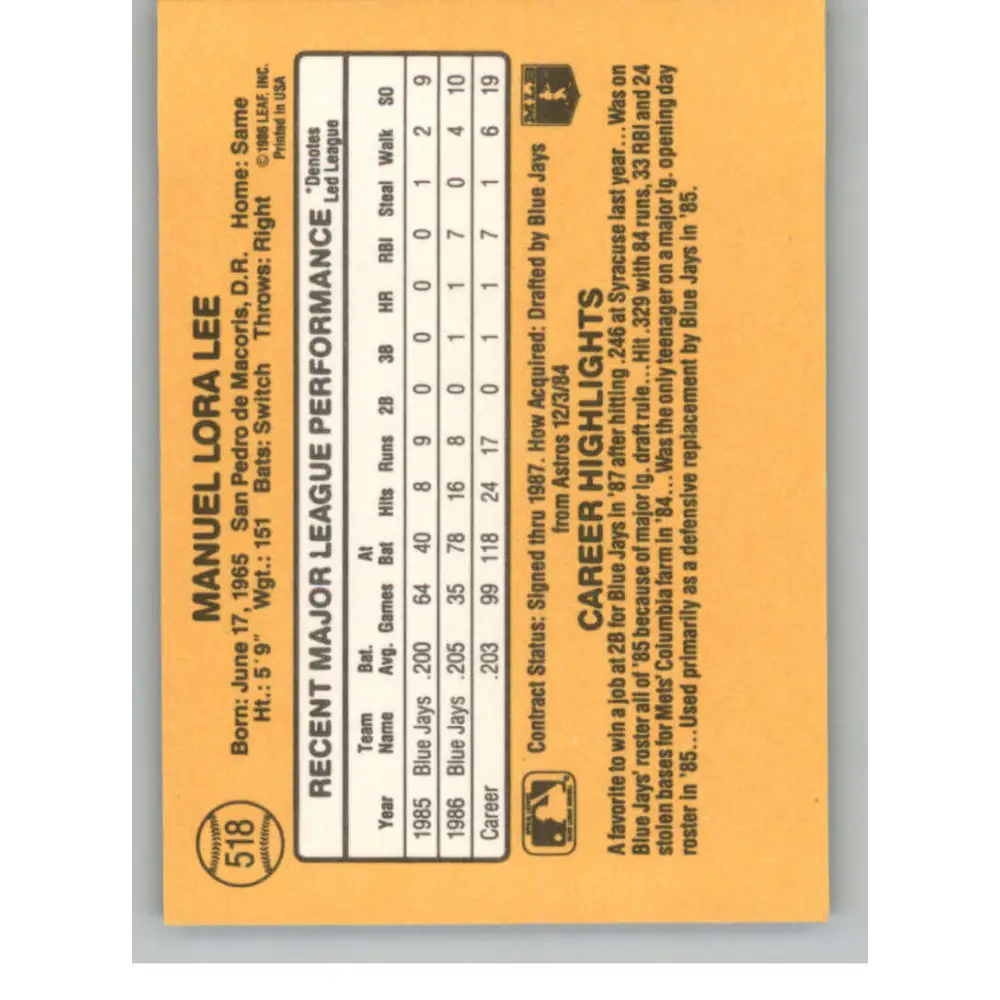 518
MANUEL LORA LEE
Born: June 17, 1965 San Pedro de Macoris, D.R. Home: Same
Ht.: 5'9" Wgt.: 151 Bats: Switch Throws: Right © 1986 LEAF, INC.
Printed in USA
RECENT MAJOR LEAGUE PERFORMANCE *Denotes
Led League
Team Bat. At
Year Name Avg. Games Bat Hits Runs 2B 3B HR RBI Steal Walk SO
1985 Blue Jays .200 64 40 8 9 0 0 0 0 1 2 9
1986 Blue Jays .205 35 78 16 8 0 1 1 7 0 4 10
Career .203 99 118 24 17 0 1 1 7 1 6 19
Contract Status: Signed thru 1987. How Acquired: Drafted by Blue Jays MLB
from Astros 12/3/84
CAREER HIGHLIGHTS
A favorite to win a job at 2B for Blue Jays in '87 after hitting .246 at Syracuse last year...Was on
Blue Jays' roster all of '85 because of major lg. draft rule...Hit .329 with 84 runs, 33 RBI and 24
stolen bases for Mets' Columbia farm in '84...Was the only teenager on a major lg. opening day
roster in '85...Used primarily as a defensive replacement by Blue Jays in '85.